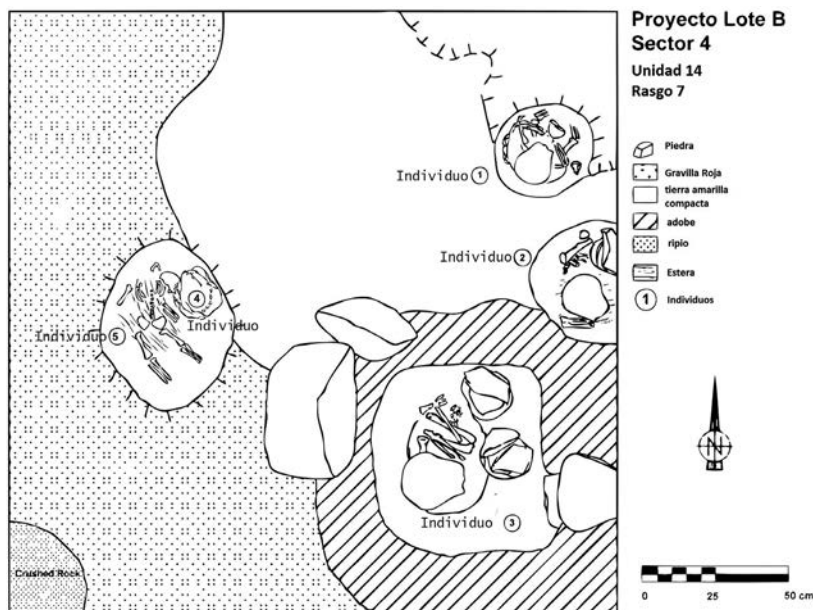 Proyecto Lote B
Sector 4
Unidad 14
Rasgo 7
Piedra
Gravilla Roja
tierra amarilla
compacta
adobe
ripio
Estera
1 Individuos
N
0 25 50 cm
Individuo 1
Individuo 2
4
Individuo
Individuo 5
Individuo 3
Crushed Rock